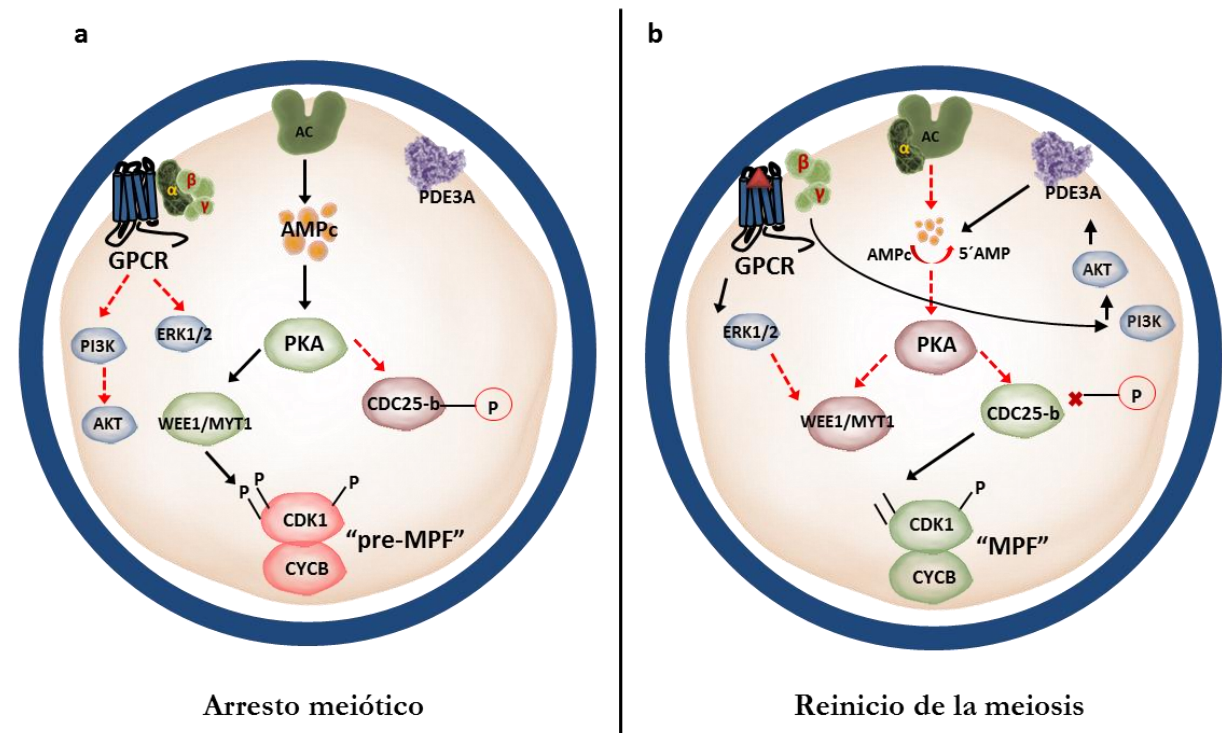 a
AC
β
α
γ
PDE3A
AMPc
GPCR
PI3K
ERK1/2
PKA
AKT
WEE1/MYT1
CDC25-b
P
P
P
P
CDK1
"pre-MPF"
CYCB
Arresto meiótico
b
AC
α
β
γ
PDE3A
AMPc
5´AMP
GPCR
AKT
ERK1/2
PI3K
PKA
WEE1/MYT1
CDC25-b
P
P
CDK1
"MPF"
CYCB
Reinicio de la meiosis